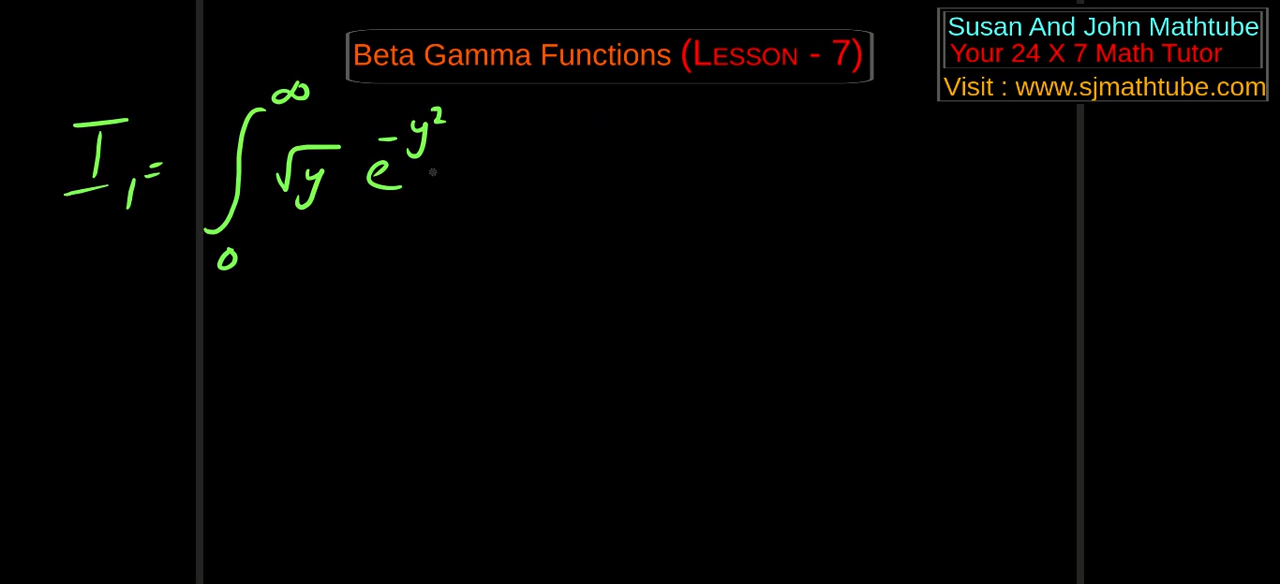 Susan And John Mathtube
Your 24 X 7 Math Tutor
Visit : www.sjmathtube.com
Beta Gamma Functions (LESSON - 7)
I₁ = ∫₀^∞ √y e^{-y²}